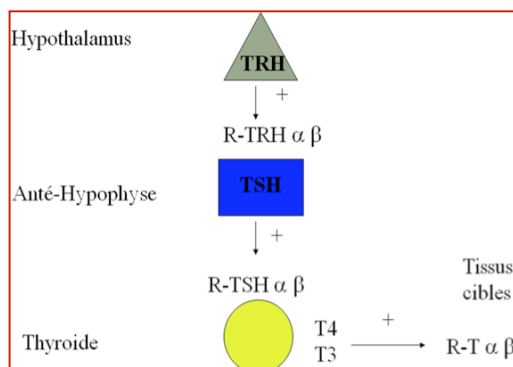 Hypothalamus
TRH
+
R-TRH α β
Anté-Hypophyse
TSH
+
R-TSH α β
Tissus
cibles
Thyroide
T4
T3
+
R-T α β